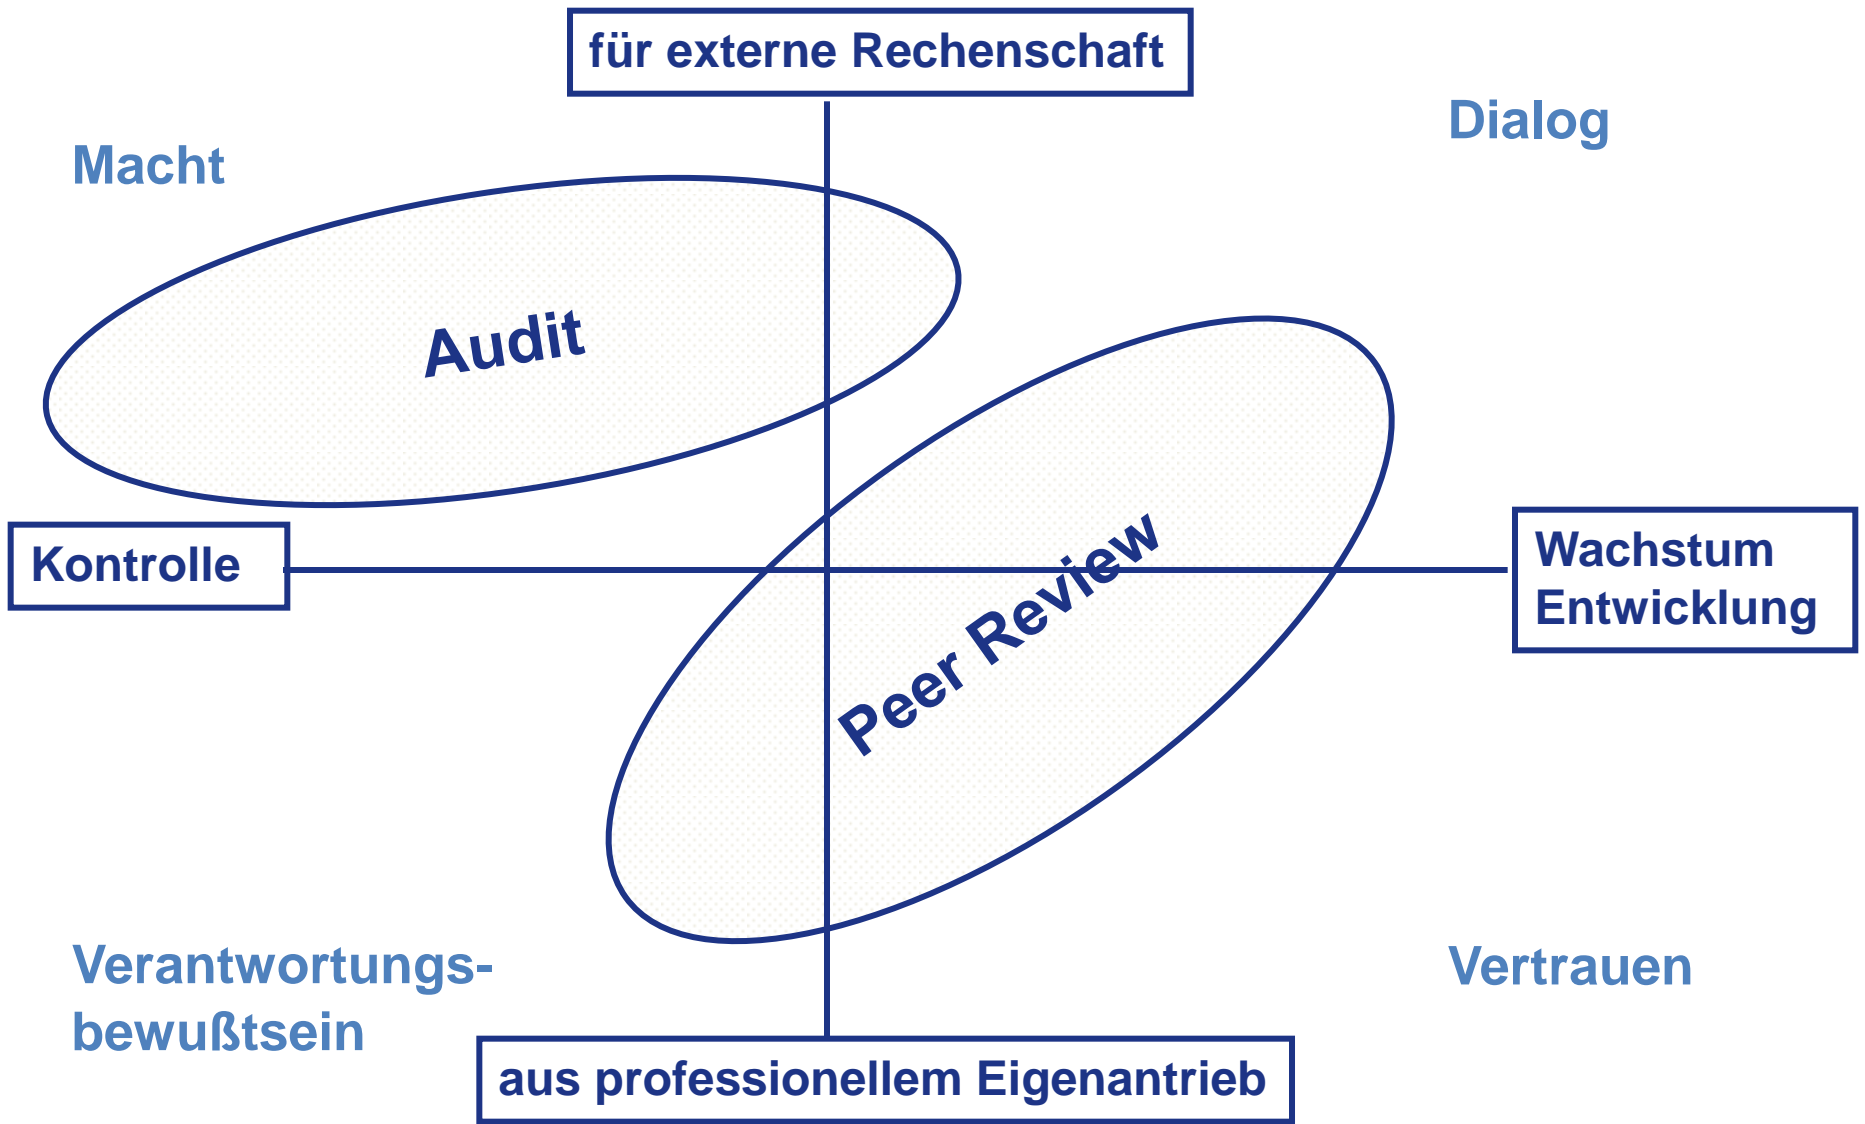 für externe Rechenschaft
Dialog
Macht
Audit
Peer Review
Kontrolle
Wachstum
Entwicklung
Verantwortungs-
bewußtsein
Vertrauen
aus professionellem Eigenantrieb